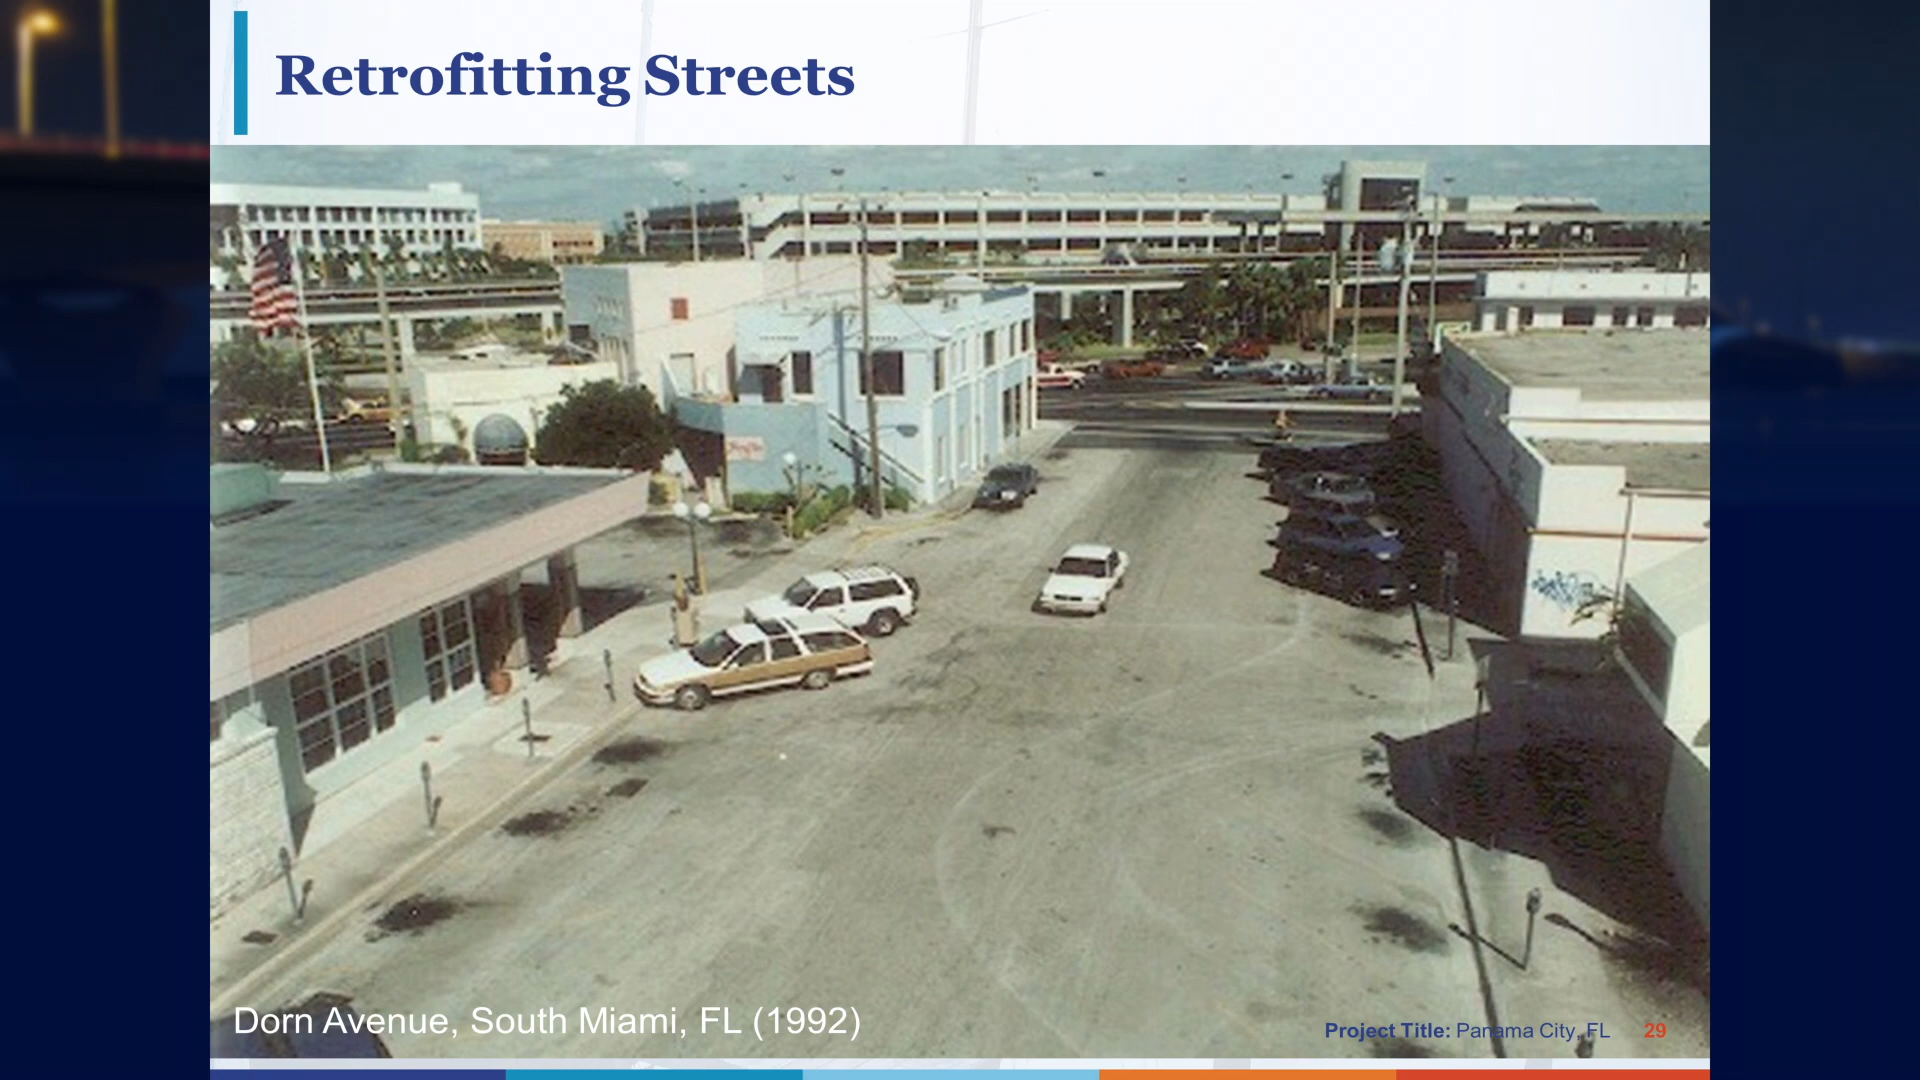 Retrofitting Streets
Dorn Avenue, South Miami, FL (1992)
Project Title: Panama City, FL 29